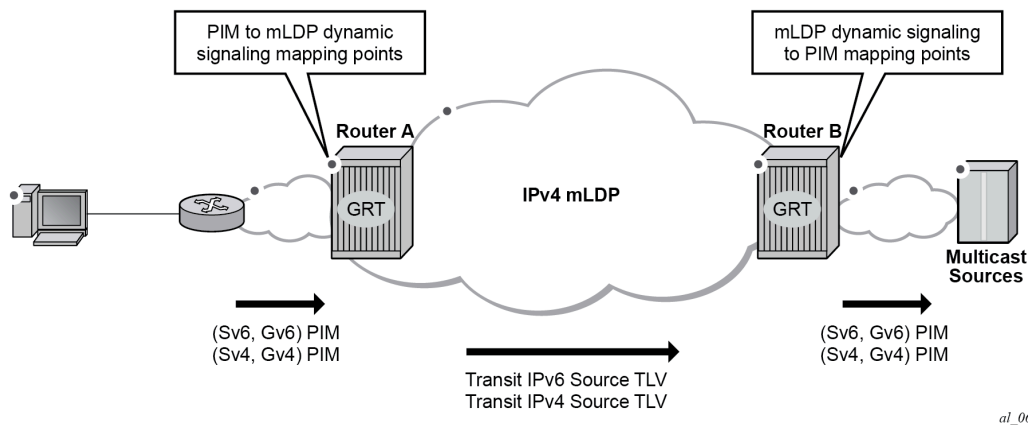 PIM to mLDP dynamic
signaling mapping points
mLDP dynamic signaling
to PIM mapping points
Router A
Router B
IPv4 mLDP
GRT
GRT
Multicast
Sources
(Sv6, Gv6) PIM
(Sv4, Gv4) PIM
(Sv6, Gv6) PIM
(Sv4, Gv4) PIM
Transit IPv6 Source TLV
Transit IPv4 Source TLV